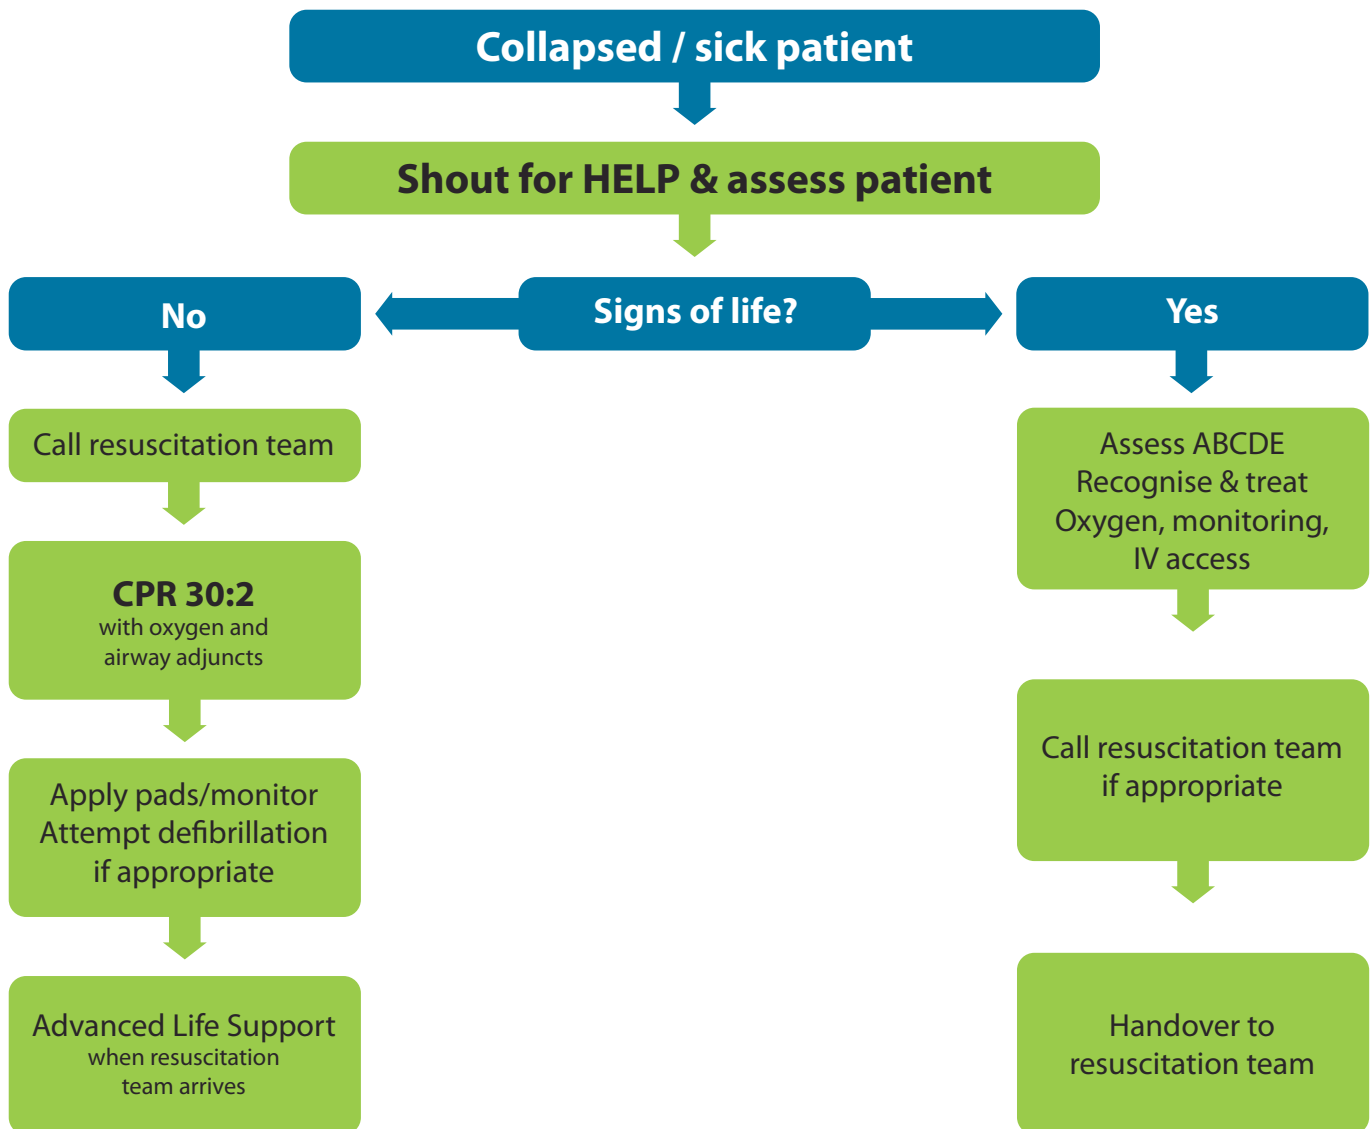 Collapsed / sick patient
Shout for HELP & assess patient
No
Signs of life?
Yes
Call resuscitation team
CPR 30:2
with oxygen and
airway adjuncts
Apply pads/monitor
Attempt defibrillation
if appropriate
Advanced Life Support
when resuscitation
team arrives
Assess ABCDE
Recognise & treat
Oxygen, monitoring,
IV access
Call resuscitation team
if appropriate
Handover to
resuscitation team